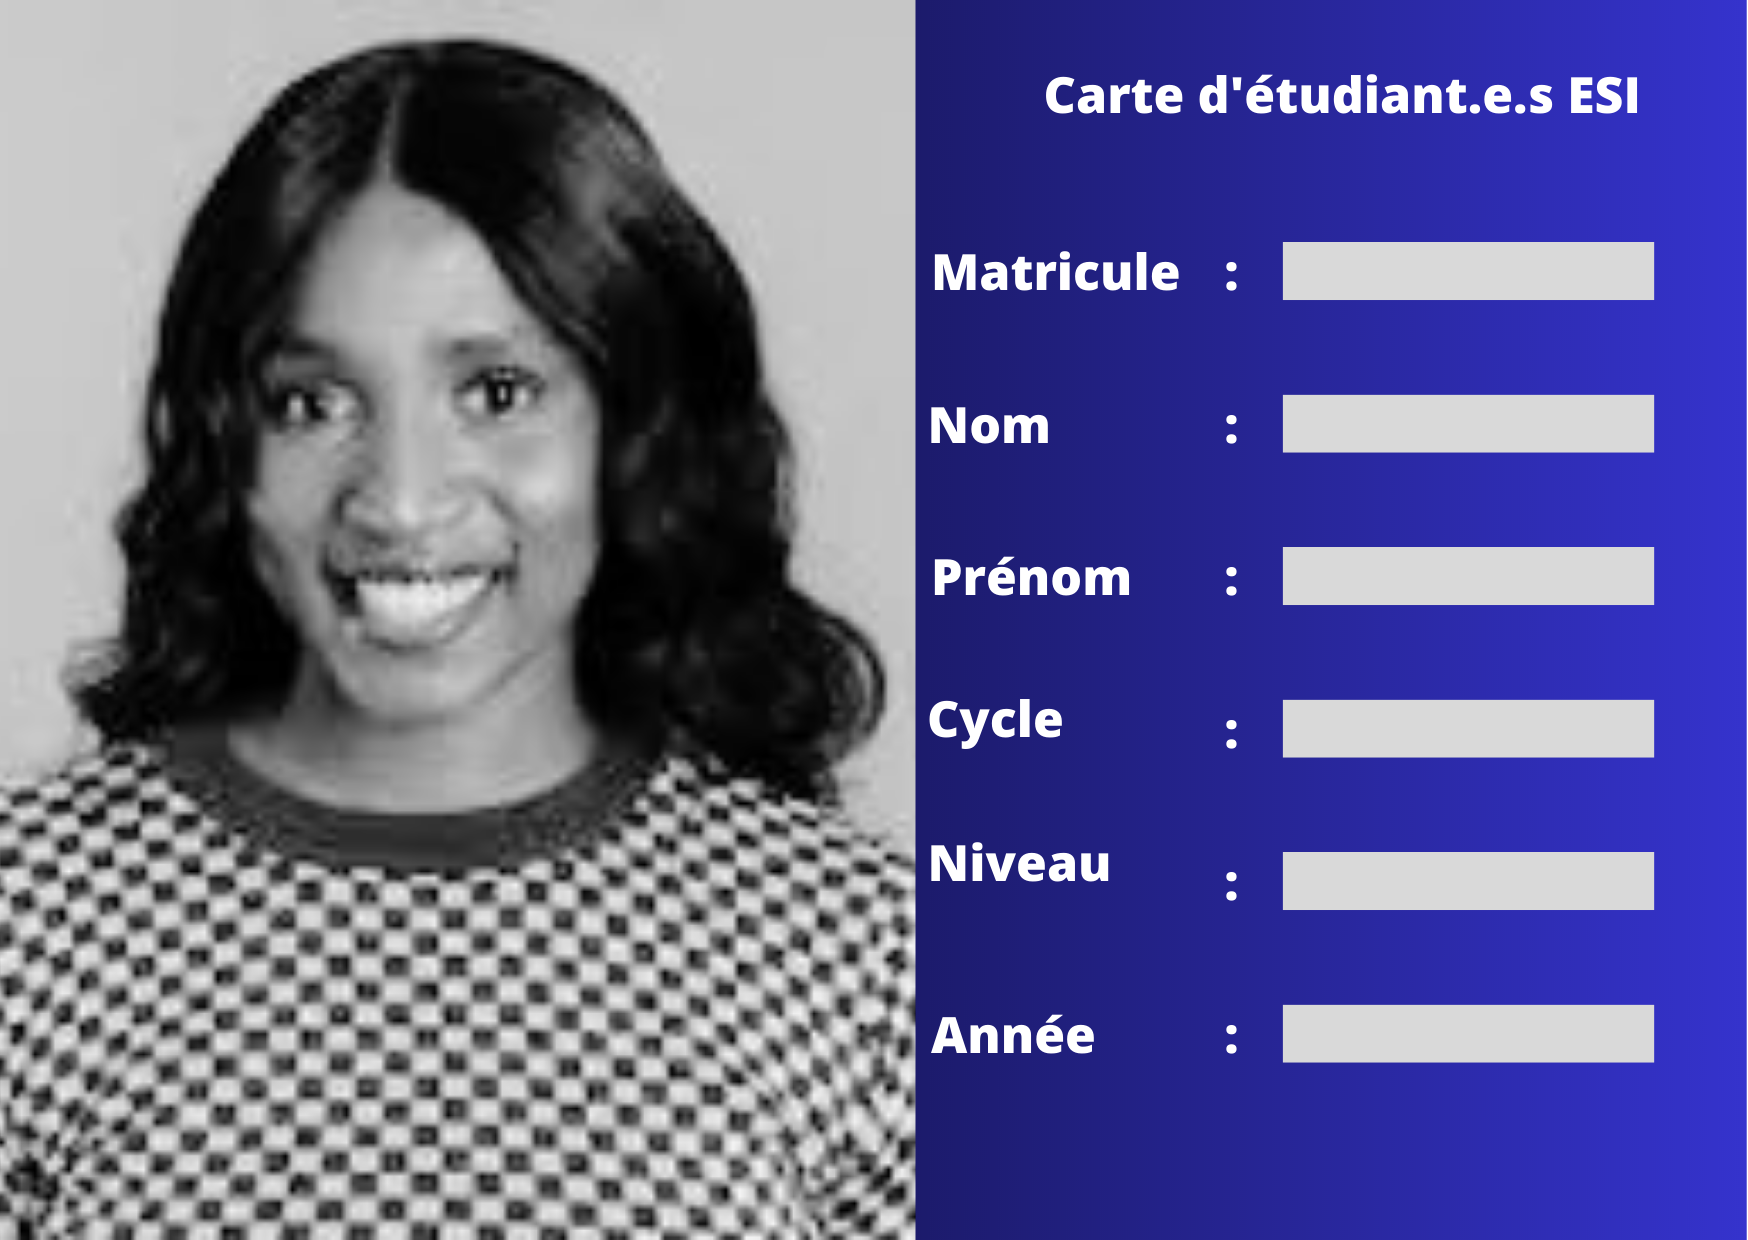 Carte d'étudiant.e.s ESI
Matricule :
Nom :
Prénom :
Cycle :
Niveau :
Année :